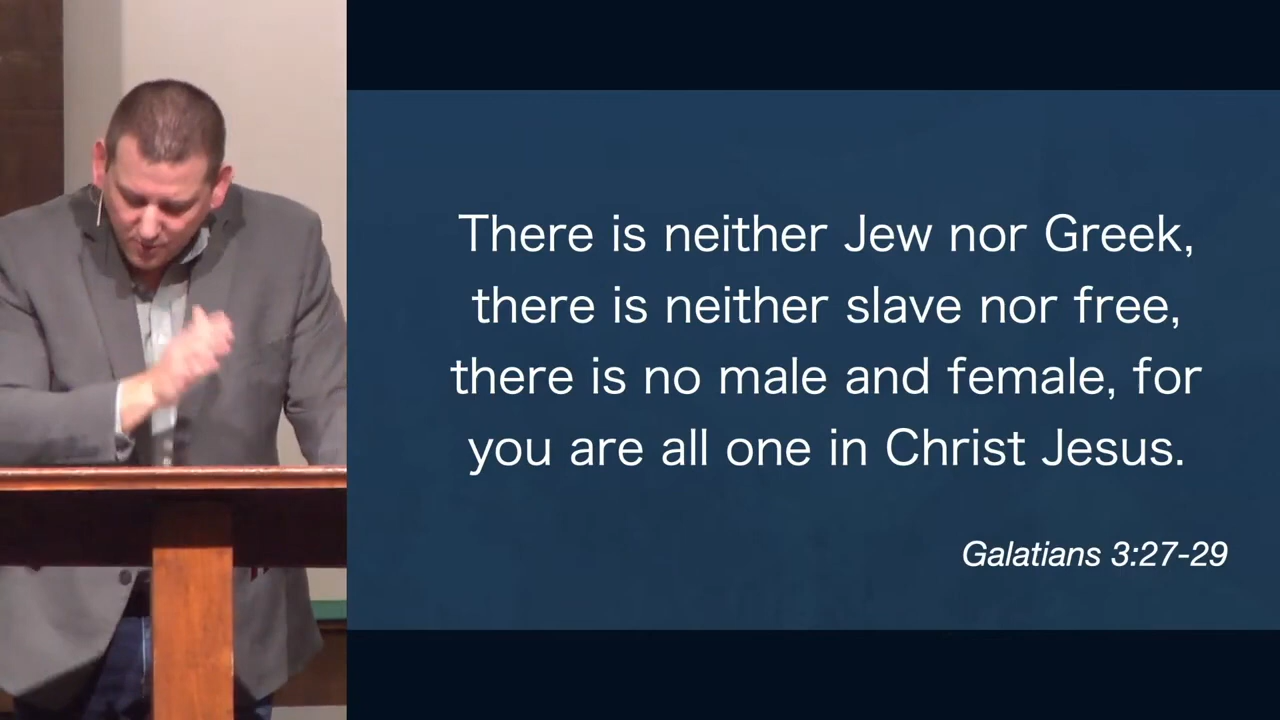 There is neither Jew nor Greek,
there is neither slave nor free,
there is no male and female, for
you are all one in Christ Jesus.
Galatians 3:27-29